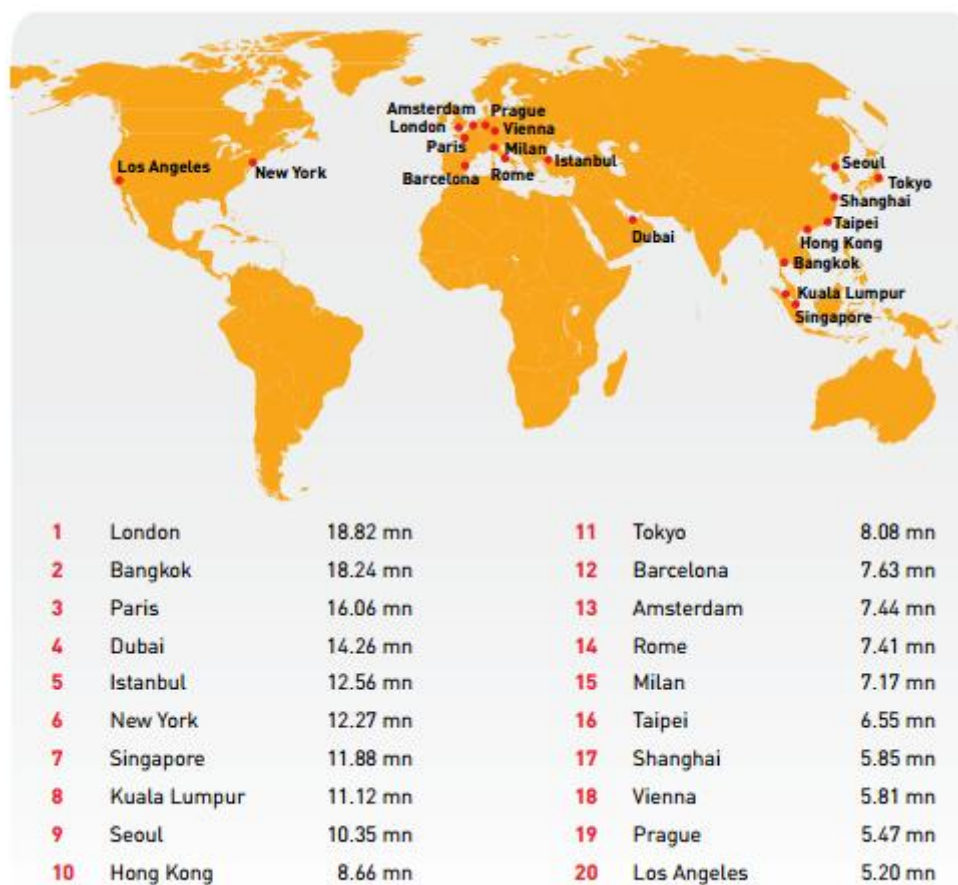 Amsterdam Prague
London Vienna
Paris Milan
Los Angeles New York Barcelona Rome Istanbul Seoul
Tokyo
Shanghai
Dubai Taipei
Hong Kong
Bangkok
Kuala Lumpur
Singapore
1 London 18.82 mn
2 Bangkok 18.24 mn
3 Paris 16.06 mn
4 Dubai 14.26 mn
5 Istanbul 12.56 mn
6 New York 12.27 mn
7 Singapore 11.88 mn
8 Kuala Lumpur 11.12 mn
9 Seoul 10.35 mn
10 Hong Kong 8.66 mn
11 Tokyo 8.08 mn
12 Barcelona 7.63 mn
13 Amsterdam 7.44 mn
14 Rome 7.41 mn
15 Milan 7.17 mn
16 Taipei 6.55 mn
17 Shanghai 5.85 mn
18 Vienna 5.81 mn
19 Prague 5.47 mn
20 Los Angeles 5.20 mn